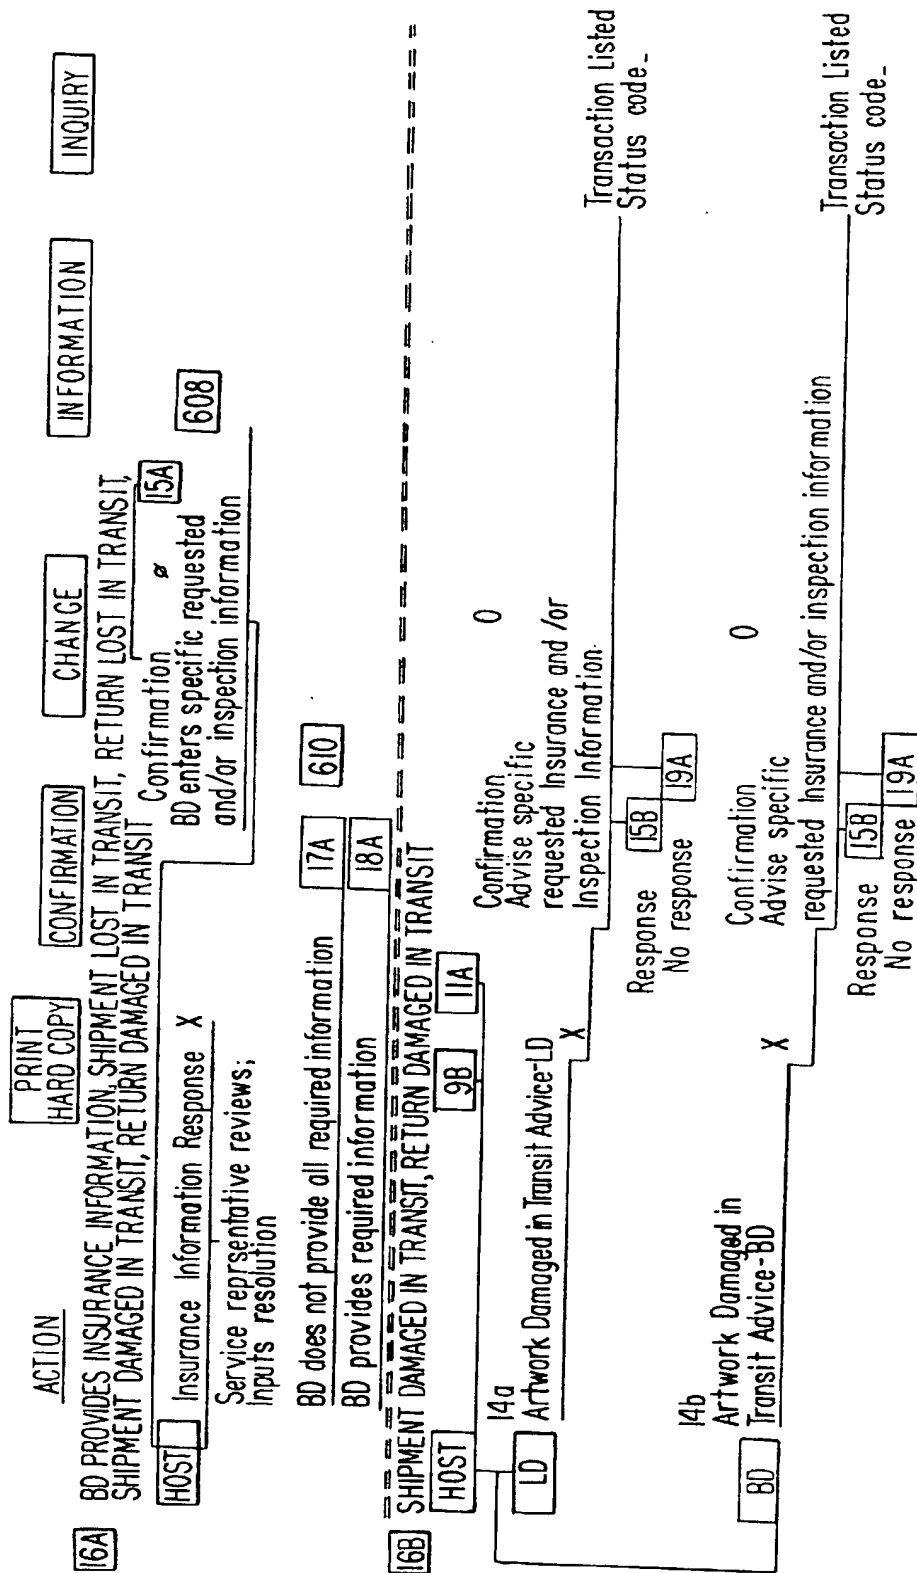 ACTION
PRINT
HARD COPY
CONFIRMATION
CHANGE
INFORMATION
INQUIRY
16A
BD PROVIDES INSURANCE INFORMATION, SHIPMENT LOST IN TRANSIT, RETURN LOST IN TRANSIT,
SHIPMENT DAMAGED IN TRANSIT, RETURN DAMAGED IN TRANSIT
15A
HOST
Insurance Information Response X
Service reprsentative reviews;
inputs resolution
Confirmation ø
BD enters specific requested
and/or inspection information
608
BD does not provide all required information
17A
610
BD provides required information
18A
16B
SHIPMENT DAMAGED IN TRANSIT, RETURN DAMAGED IN TRANSIT
HOST
9B
11A
LD
14a
Artwork Damaged in Transit Advice-LD
X
Confirmation O
Advise specific
requested Insurance and /or
Inspection Information
Response
15B
No response
19A
Transaction Listed
Status code_
BD
14b
Artwork Damaged in
Transit Advice-BD
X
Confirmation O
Advise specific
requested Insurance and/or inspection information
Response
15B
No response
19A
Transaction Listed
Status code_